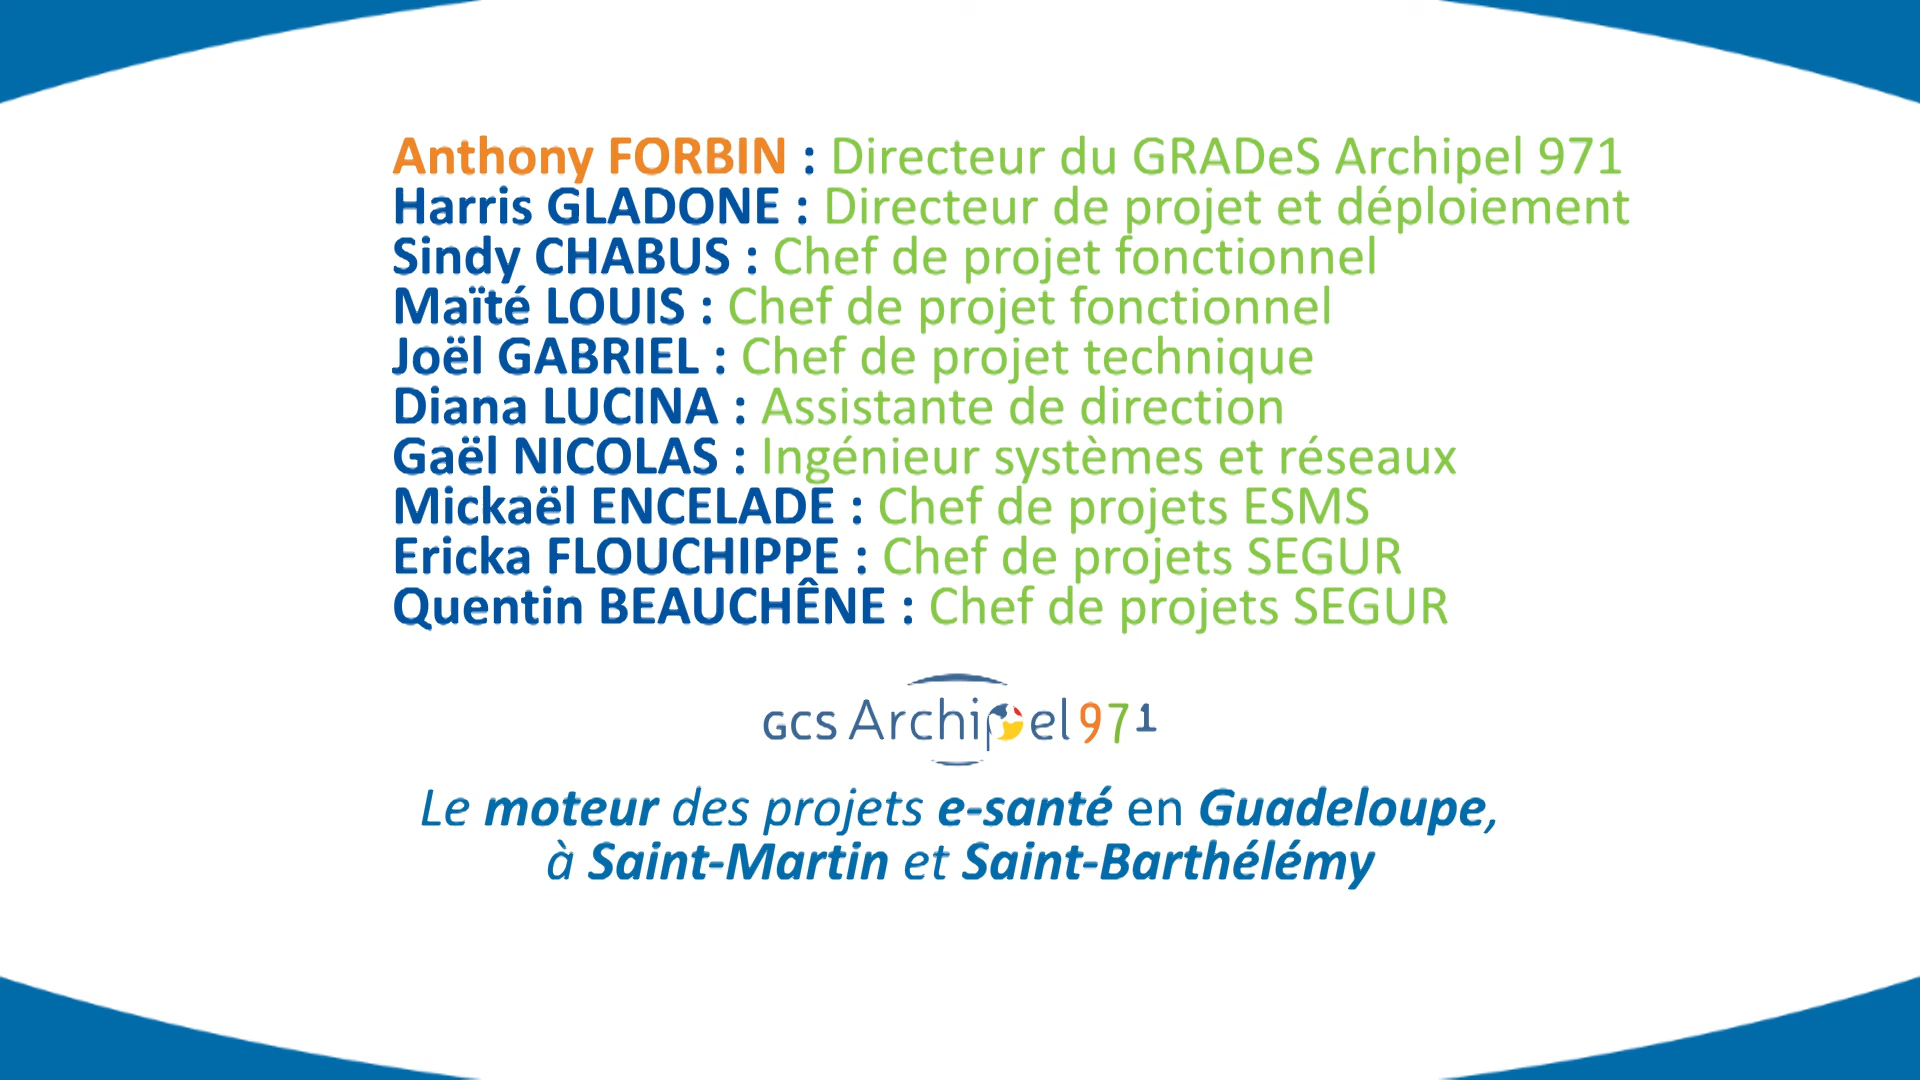 Anthony FORBIN : Directeur du GRADeS Archipel 971
Harris GLADONE : Directeur de projet et déploiement
Sindy CHABUS : Chef de projet fonctionnel
Maïté LOUIS : Chef de projet fonctionnel
Joël GABRIEL : Chef de projet technique
Diana LUCINA : Assistante de direction
Gaël NICOLAS : Ingénieur systèmes et réseaux
Mickaël ENCELADE : Chef de projets ESMS
Ericka FLOUCHIPPE : Chef de projets SEGUR
Quentin BEAUCHÊNE : Chef de projets SEGUR
GCS Archipel 971
Le moteur des projets e-santé en Guadeloupe,
à Saint-Martin et Saint-Barthélémy